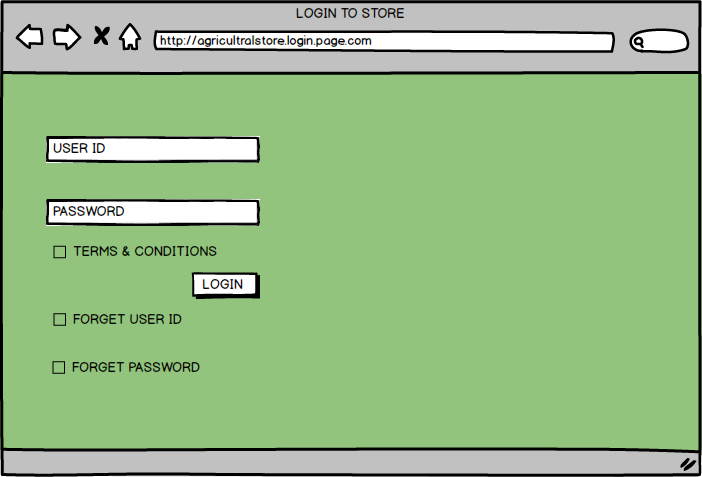 LOGIN TO STORE
http://agricultralstore.login.page.com
USER ID
PASSWORD
TERMS & CONDITIONS
LOGIN
FORGET USER ID
FORGET PASSWORD